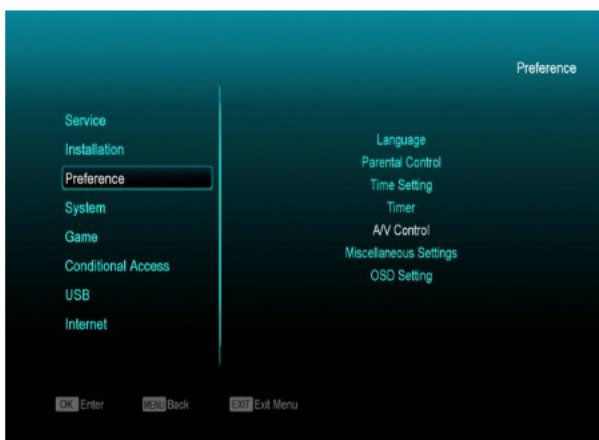 Preference
Service
Installation
Preference
System
Game
Conditional Access
USB
Internet
Language
Parental Control
Time Setting
Timer
A/V Control
Miscellaneous Settings
OSD Setting
OK Enter MENU Back EXIT Exit Menu